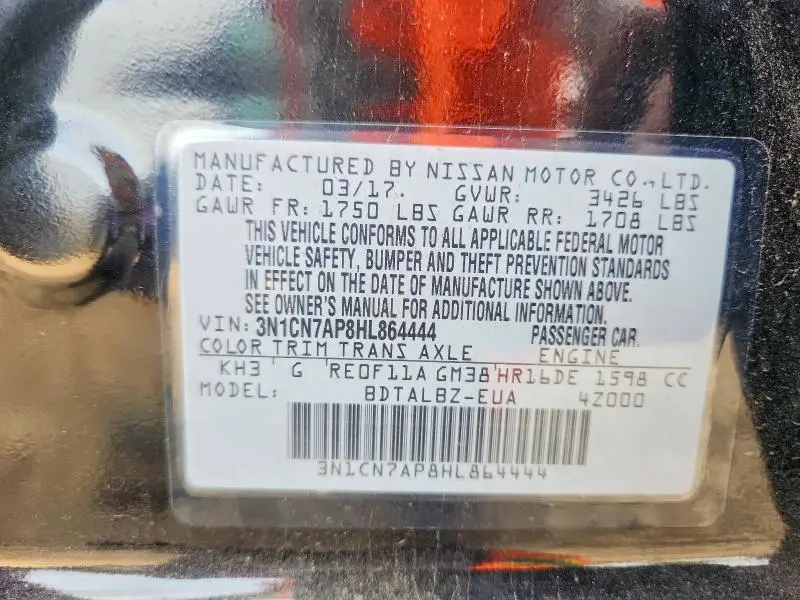 MANUFACTURED BY NISSAN MOTOR CO.,LTD.
DATE: 03/17. GVWR: 3426 LBS
GAWR FR: 1750 LBS GAWR RR: 1708 LBS
THIS VEHICLE CONFORMS TO ALL APPLICABLE FEDERAL MOTOR
VEHICLE SAFETY, BUMPER AND THEFT PREVENTION STANDARDS
IN EFFECT ON THE DATE OF MANUFACTURE SHOWN ABOVE.
SEE OWNER'S MANUAL FOR ADDITIONAL INFORMATION.
VIN: 3N1CN7AP8HL864444 PASSENGER CAR.
COLOR TRIM TRANS AXLE ENGINE
KH3 G RE0F11A GM38 HR16DE 1598 CC
MODEL: BDTALBZ-EUA 4Z000
3N1CN7AP8HL864444